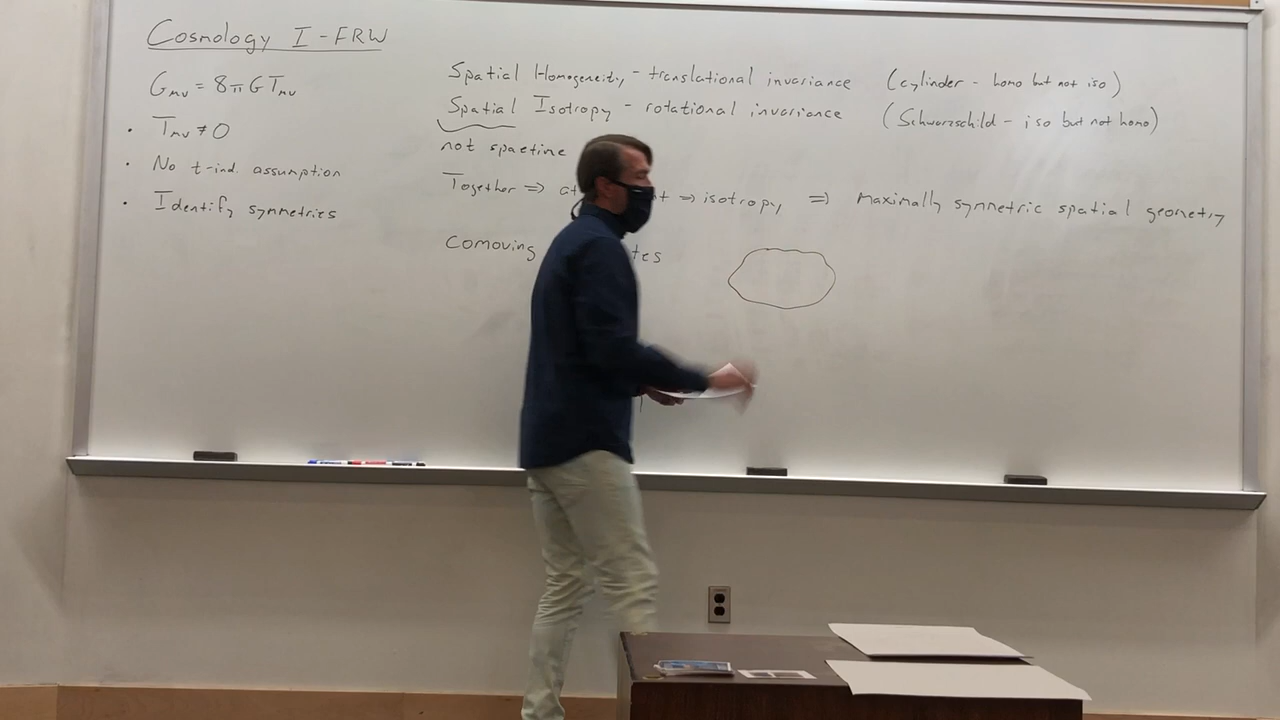 Cosmology I - FRW
Gμν = 8πG Tμν
• Tμν ≠ 0
• No t-ind. assumption
• Identify symmetries
Spatial Homogeneity - translational invariance (cylinder - homo but not iso)
Spatial Isotropy - rotational invariance (Schwarzschild - iso but not homo)
not spactime
Together ⇒ ⇒ isotropy ⇒ Maximally symmetric spatial geometry
Comoving